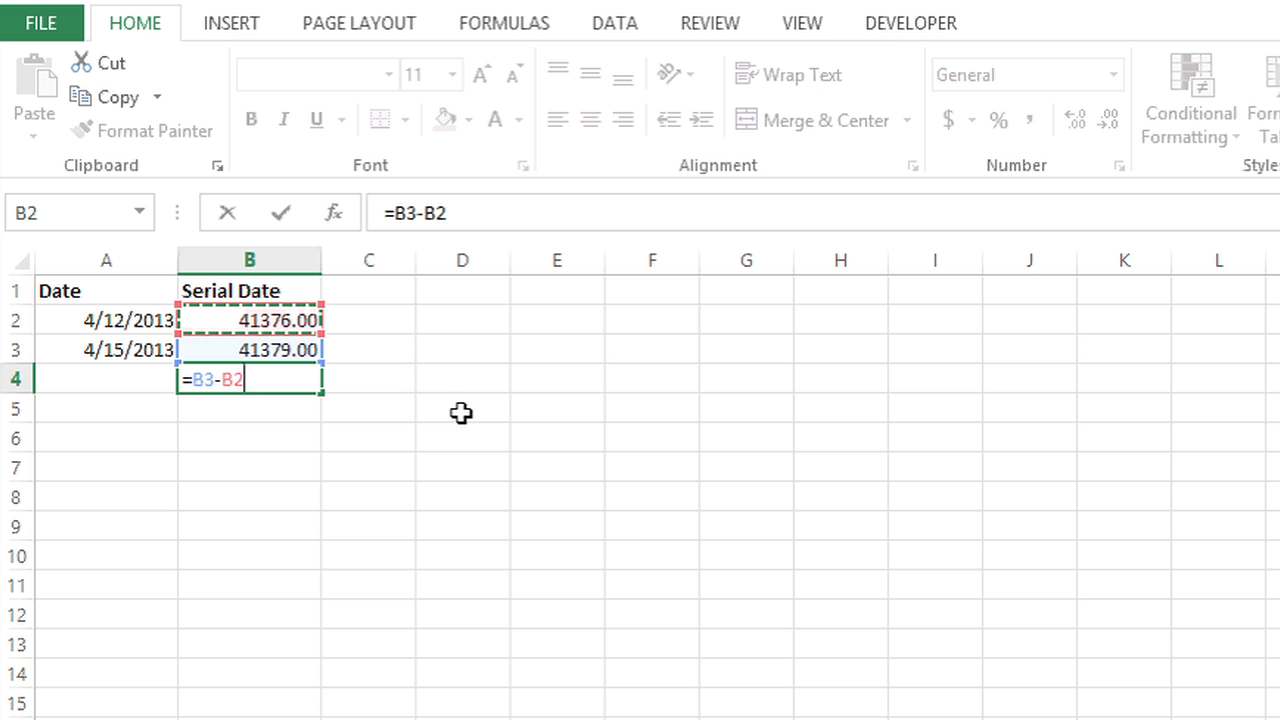 FILE HOME INSERT PAGE LAYOUT FORMULAS DATA REVIEW VIEW DEVELOPER
Paste
Cut
Copy
Format Painter
Clipboard
11
A A
B I U A
Font
Wrap Text
Merge & Center
Alignment
General
$ % , .00
Number
Conditional
Formatting
B2 fx =B3-B2
A B C D E F G H I J K L
1 Date Serial Date
2 4/12/2013 41376.00
3 4/15/2013 41379.00
4 =B3-B2
5
6
7
8
9
10
11
12
13
14
15